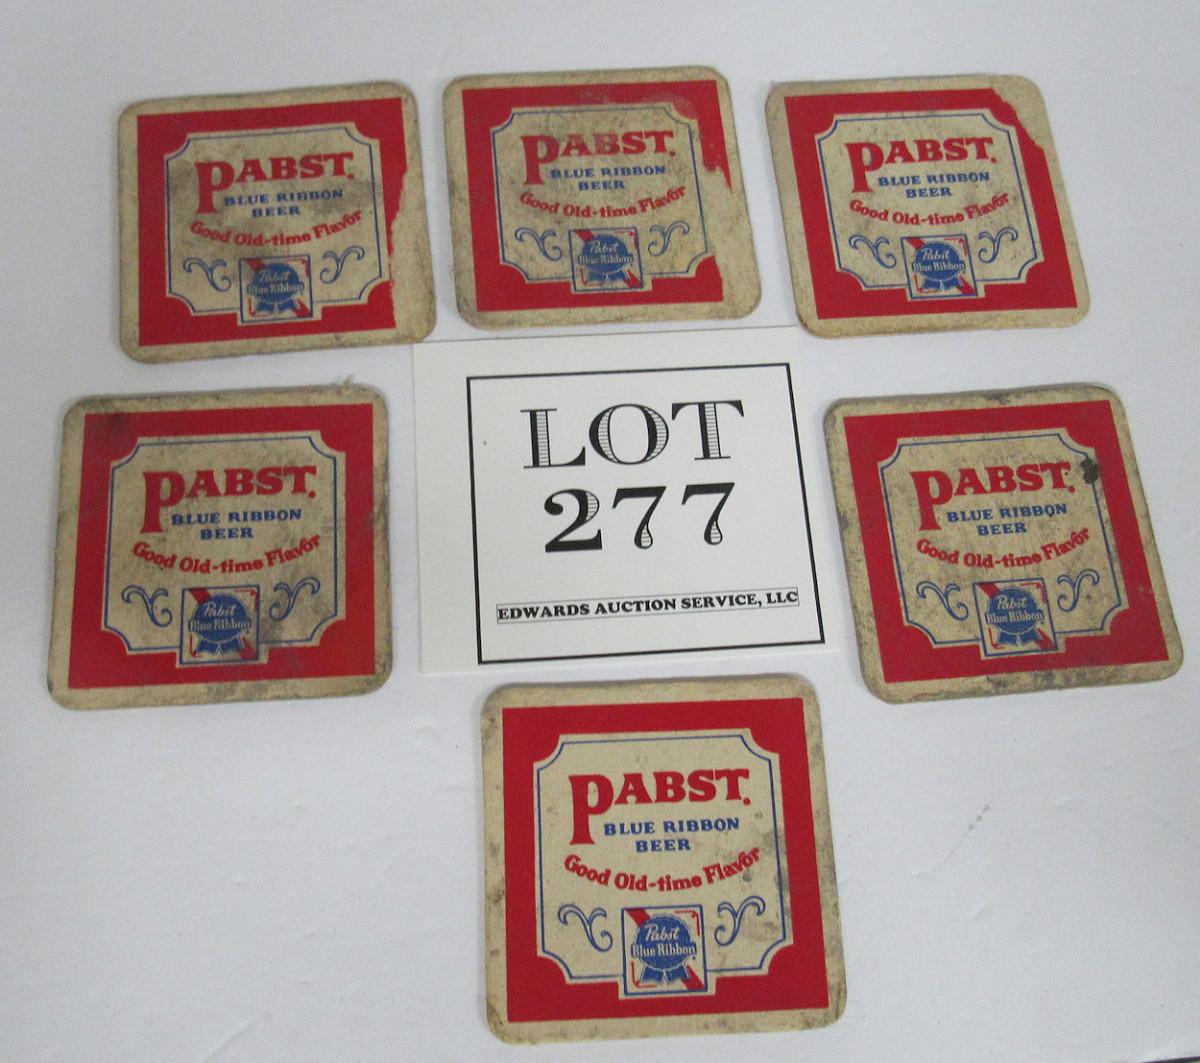 PABST.
BLUE RIBBON
BEER
Good Old-time Flavor
Pabst
Blue Ribbon
PABST.
BLUE RIBBON
BEER
Good Old-time Flavor
Pabst
Blue Ribbon
PABST.
BLUE RIBBON
BEER
Good Old-time Flavor
Pabst
Blue Ribbon
PABST.
BLUE RIBBON
BEER
Good Old-time Flavor
Pabst
Blue Ribbon
LOT
277
EDWARDS AUCTION SERVICE, LLC
PABST.
BLUE RIBBON
BEER
Good Old-time Flavor
Pabst
Blue Ribbon
PABST.
BLUE RIBBON
BEER
Good Old-time Flavor
Pabst
Blue Ribbon